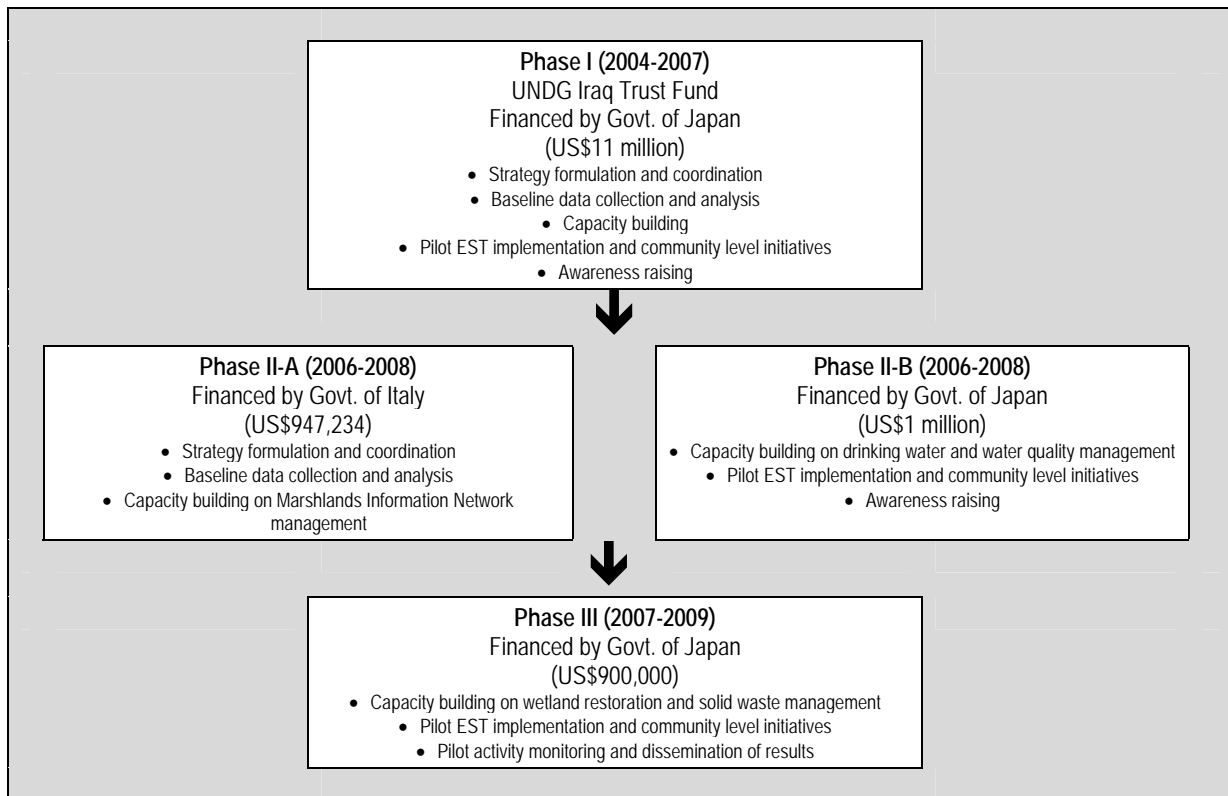 Phase I (2004-2007)
UNDG Iraq Trust Fund
Financed by Govt. of Japan
(US$11 million)
• Strategy formulation and coordination
• Baseline data collection and analysis
• Capacity building
• Pilot EST implementation and community level initiatives
• Awareness raising
Phase II-A (2006-2008)
Financed by Govt. of Italy
(US$947,234)
• Strategy formulation and coordination
• Baseline data collection and analysis
• Capacity building on Marshlands Information Network
management
Phase II-B (2006-2008)
Financed by Govt. of Japan
(US$1 million)
• Capacity building on drinking water and water quality management
• Pilot EST implementation and community level initiatives
• Awareness raising
Phase III (2007-2009)
Financed by Govt. of Japan
(US$900,000)
• Capacity building on wetland restoration and solid waste management
• Pilot EST implementation and community level initiatives
• Pilot activity monitoring and dissemination of results